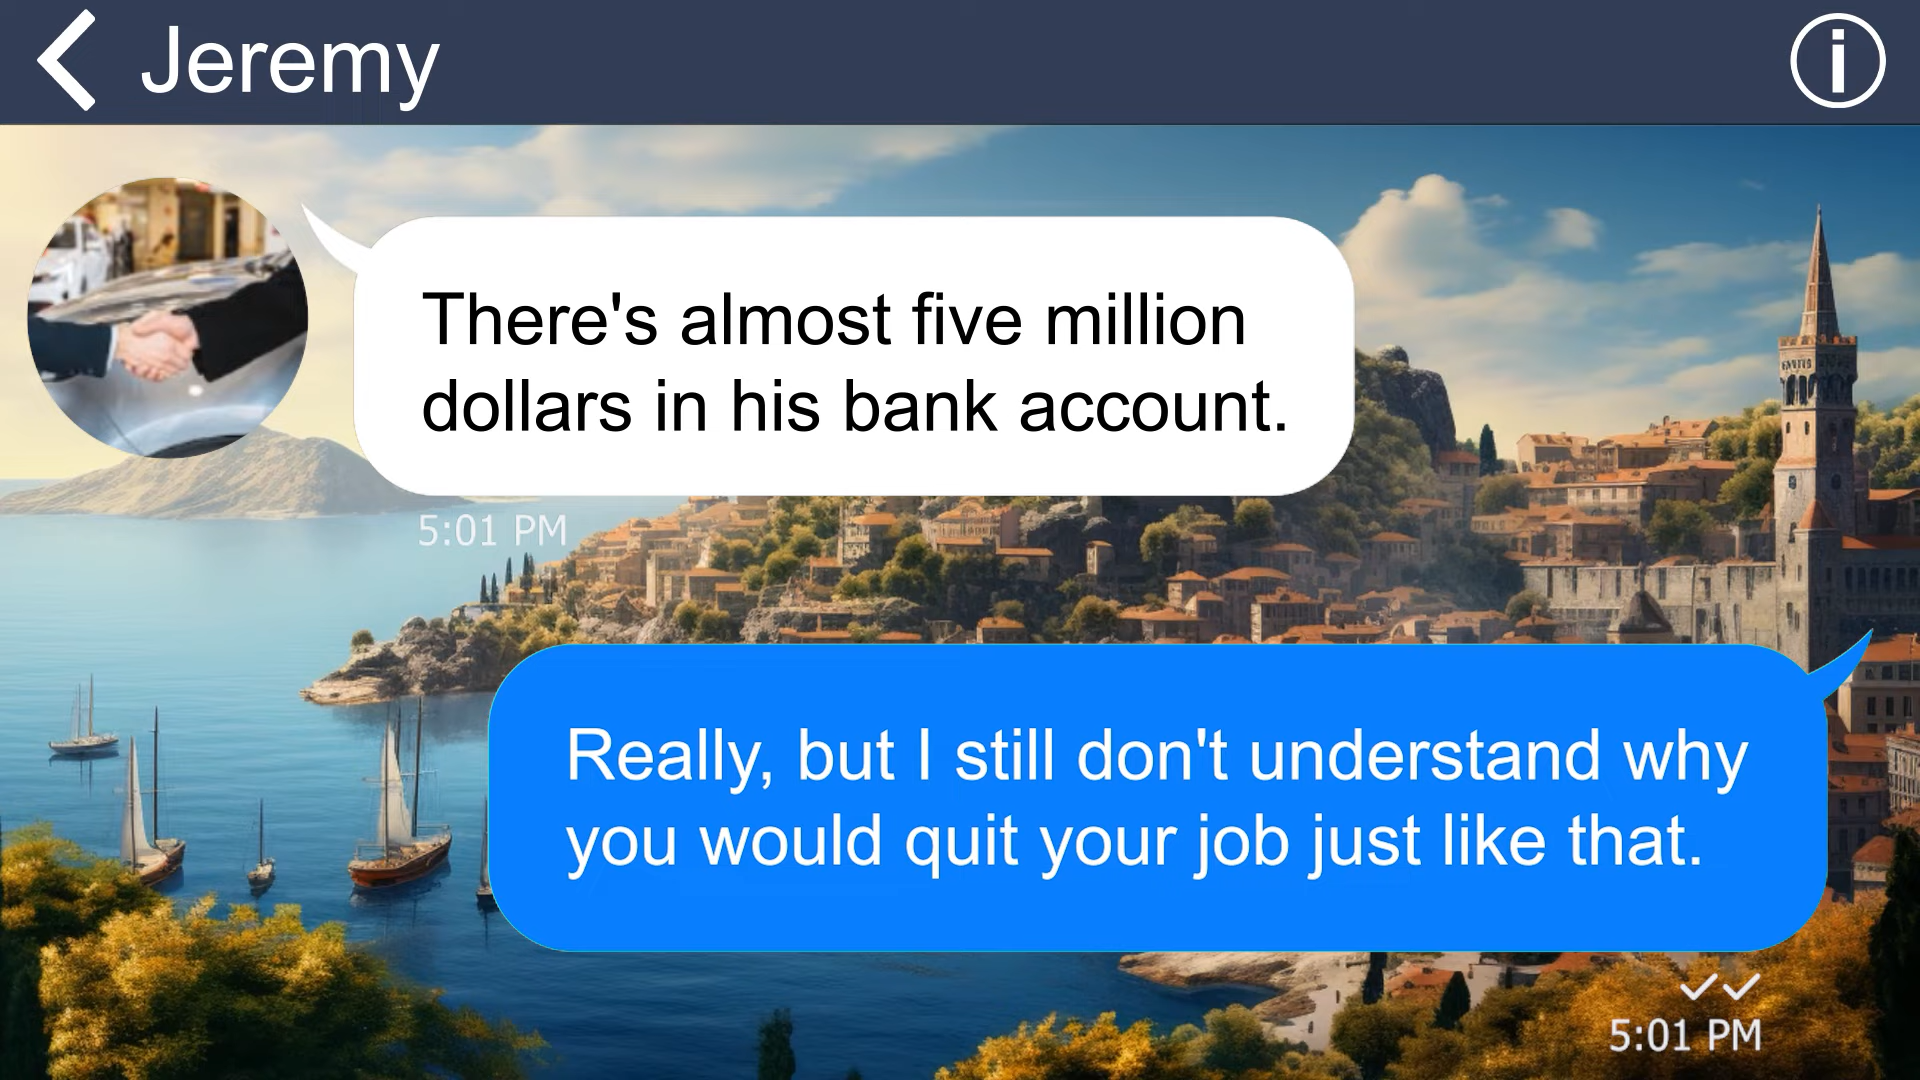 Jeremy
There's almost five million
dollars in his bank account.
5:01 PM
Really, but I still don't understand why
you would quit your job just like that.
5:01 PM